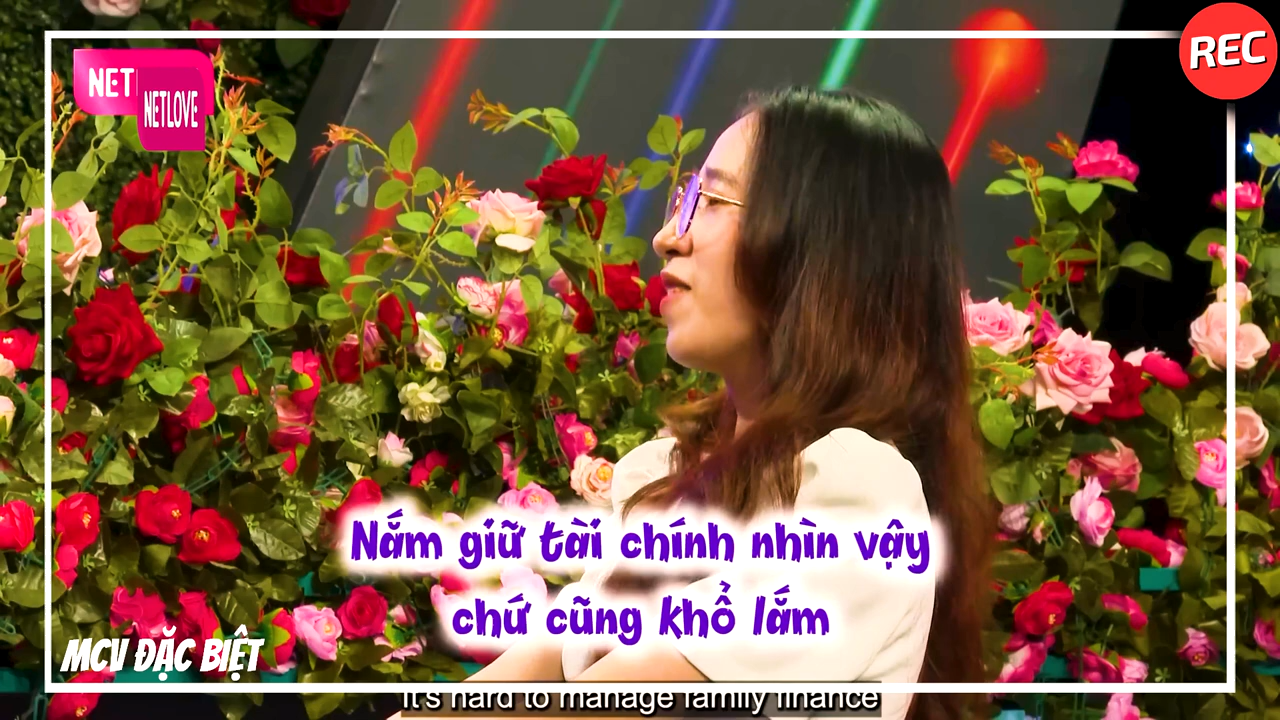 REC
NET
NETLOVE
Nắm giữ tài chính nhìn vậy
chứ cũng khổ lắm
MCV ĐẶC BIỆT
It's hard to manage family finance